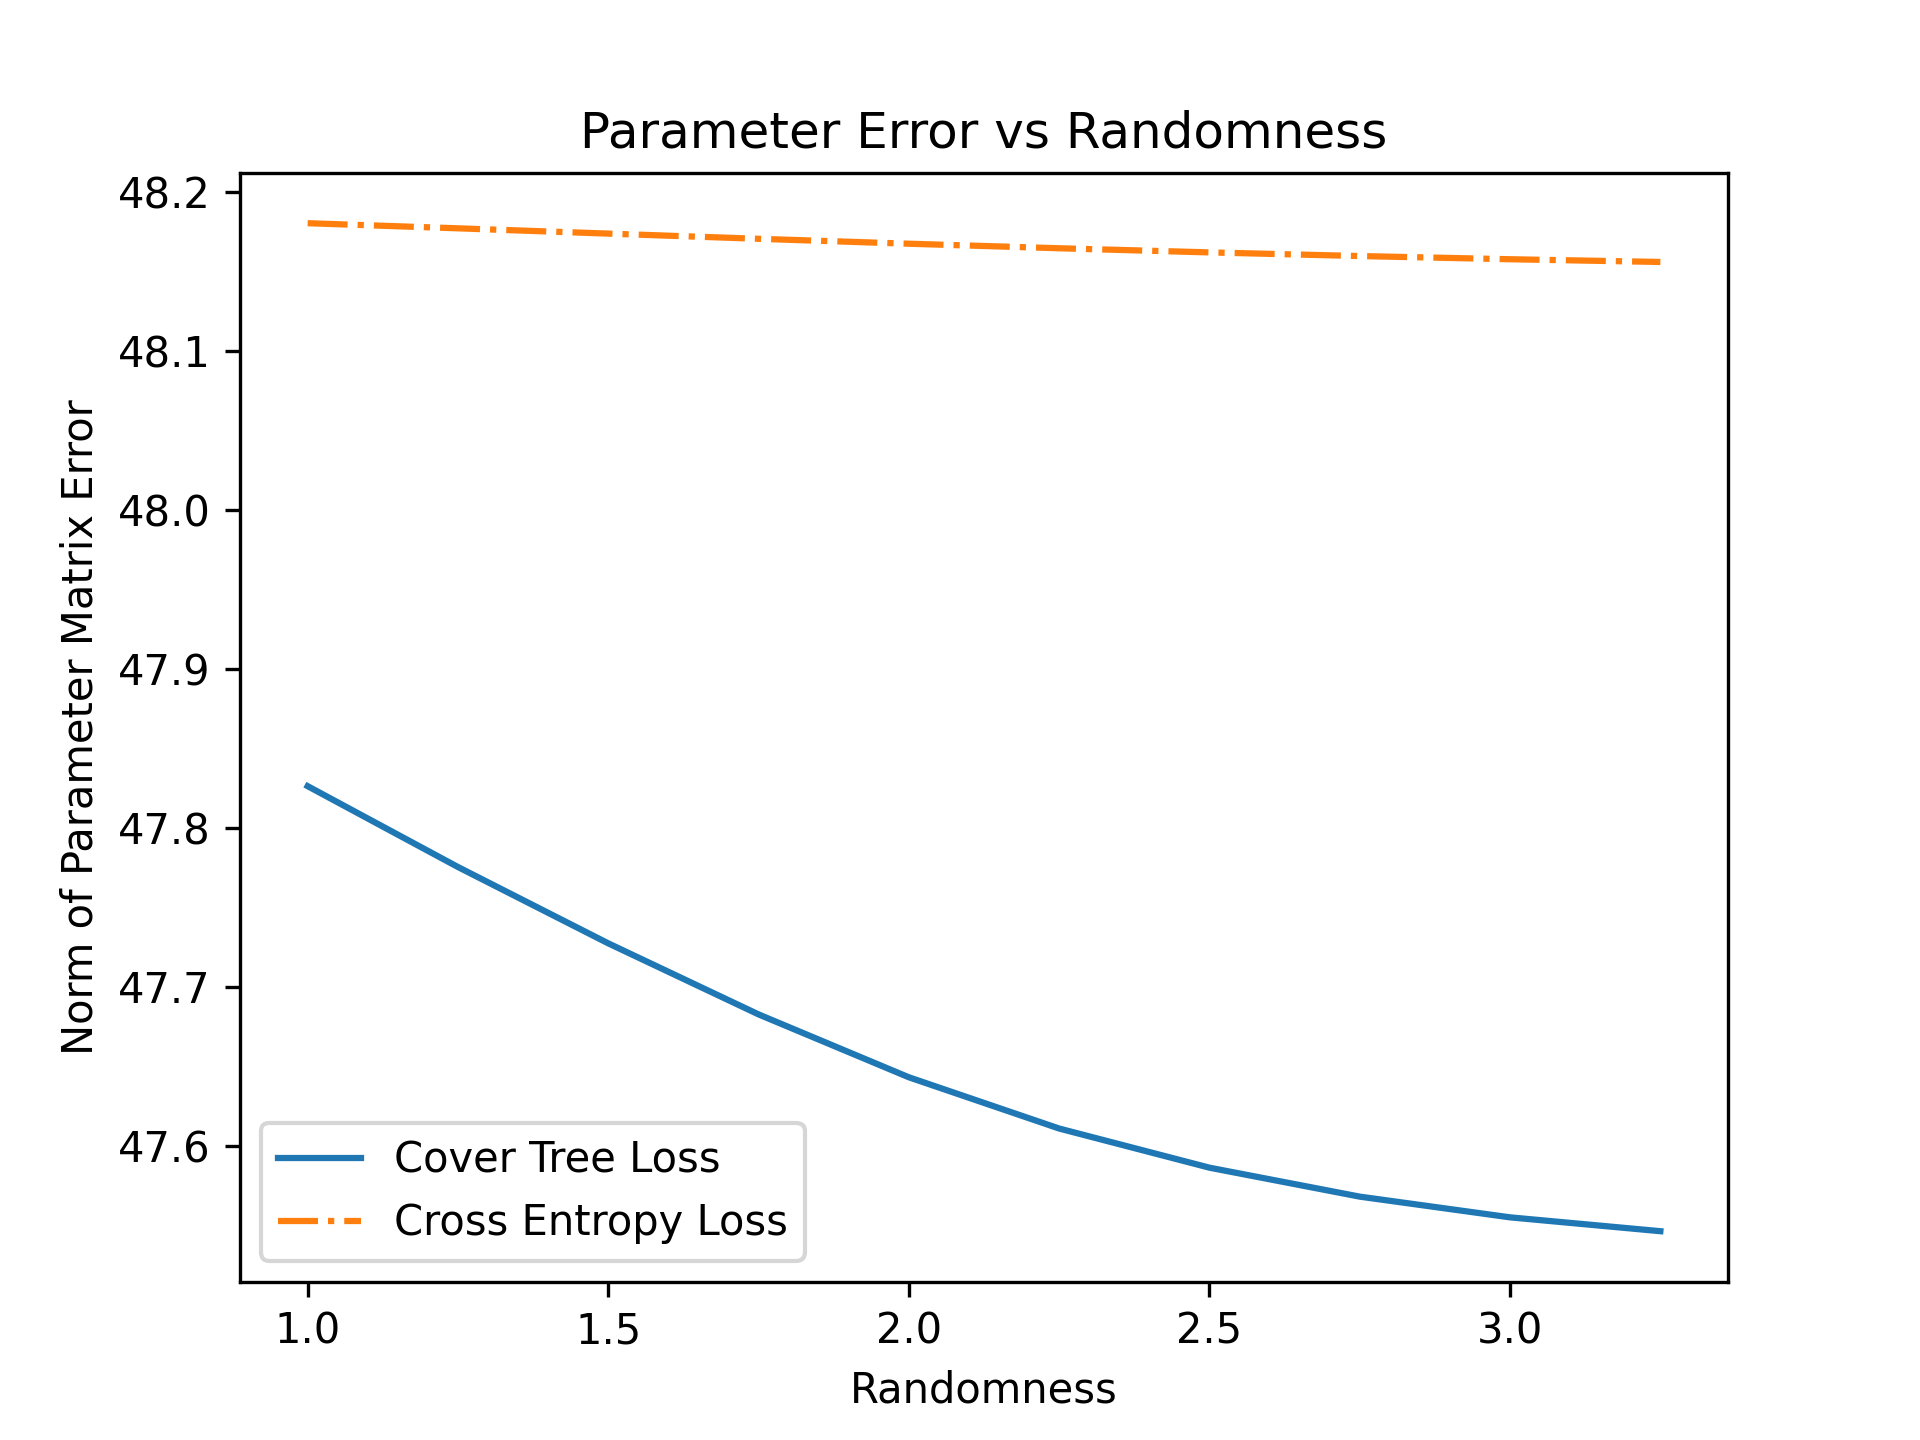 Parameter Error vs Randomness
48.2
48.1
48.0
47.9
47.8
47.7
47.6
Norm of Parameter Matrix Error
Cover Tree Loss
Cross Entropy Loss
1.0 1.5 2.0 2.5 3.0
Randomness